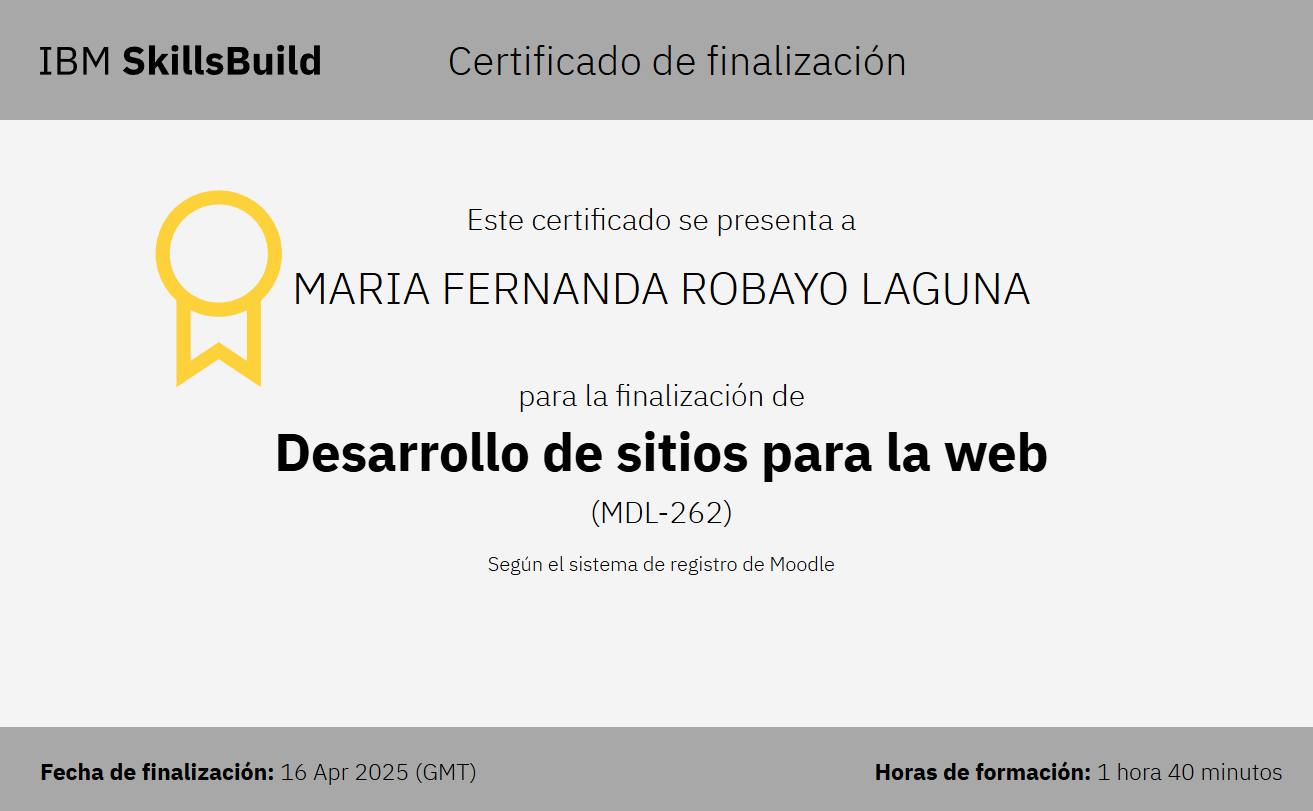 IBM SkillsBuild
Certificado de finalización
Este certificado se presenta a
MARIA FERNANDA ROBAYO LAGUNA
para la finalización de
Desarrollo de sitios para la web
(MDL-262)
Según el sistema de registro de Moodle
Fecha de finalización: 16 Apr 2025 (GMT)
Horas de formación: 1 hora 40 minutos